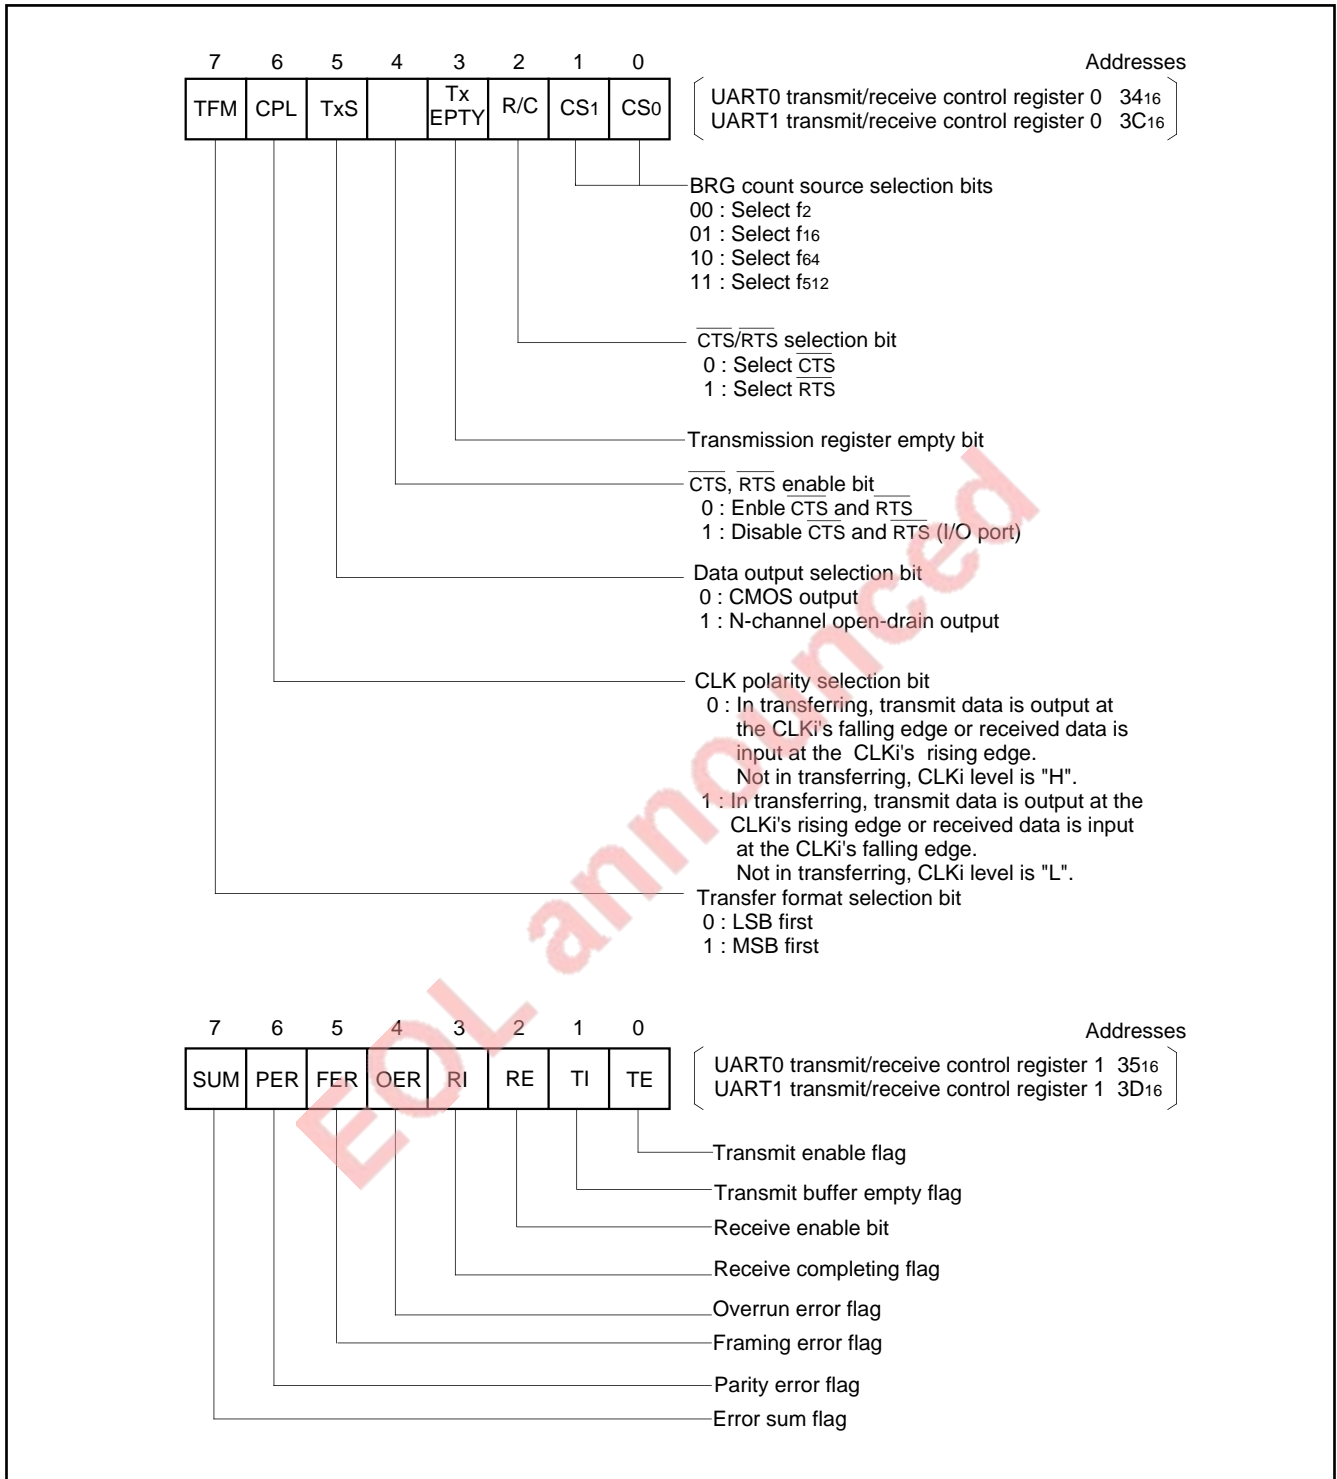 7 6 5 4 3 2 1 0
Addresses
TFM CPL TxS Tx EPTY R/C CS1 CS0
UART0 transmit/receive control register 0 3416
UART1 transmit/receive control register 0 3C16
BRG count source selection bits
00 : Select f2
01 : Select f16
10 : Select f64
11 : Select f512
CTS/RTS selection bit
0 : Select CTS
1 : Select RTS
Transmission register empty bit
CTS, RTS enable bit
0 : Enble CTS and RTS
1 : Disable CTS and RTS (I/O port)
Data output selection bit
0 : CMOS output
1 : N-channel open-drain output
CLK polarity selection bit
0 : In transferring, transmit data is output at
the CLKi's falling edge or received data is
input at the CLKi's rising edge.
Not in transferring, CLKi level is "H".
1 : In transferring, transmit data is output at the
CLKi's rising edge or received data is input
at the CLKi's falling edge.
Not in transferring, CLKi level is "L".
Transfer format selection bit
0 : LSB first
1 : MSB first
EOL announced
7 6 5 4 3 2 1 0
Addresses
SUM PER FER OER RI RE TI TE
UART0 transmit/receive control register 1 3516
UART1 transmit/receive control register 1 3D16
Transmit enable flag
Transmit buffer empty flag
Receive enable bit
Receive completing flag
Overrun error flag
Framing error flag
Parity error flag
Error sum flag